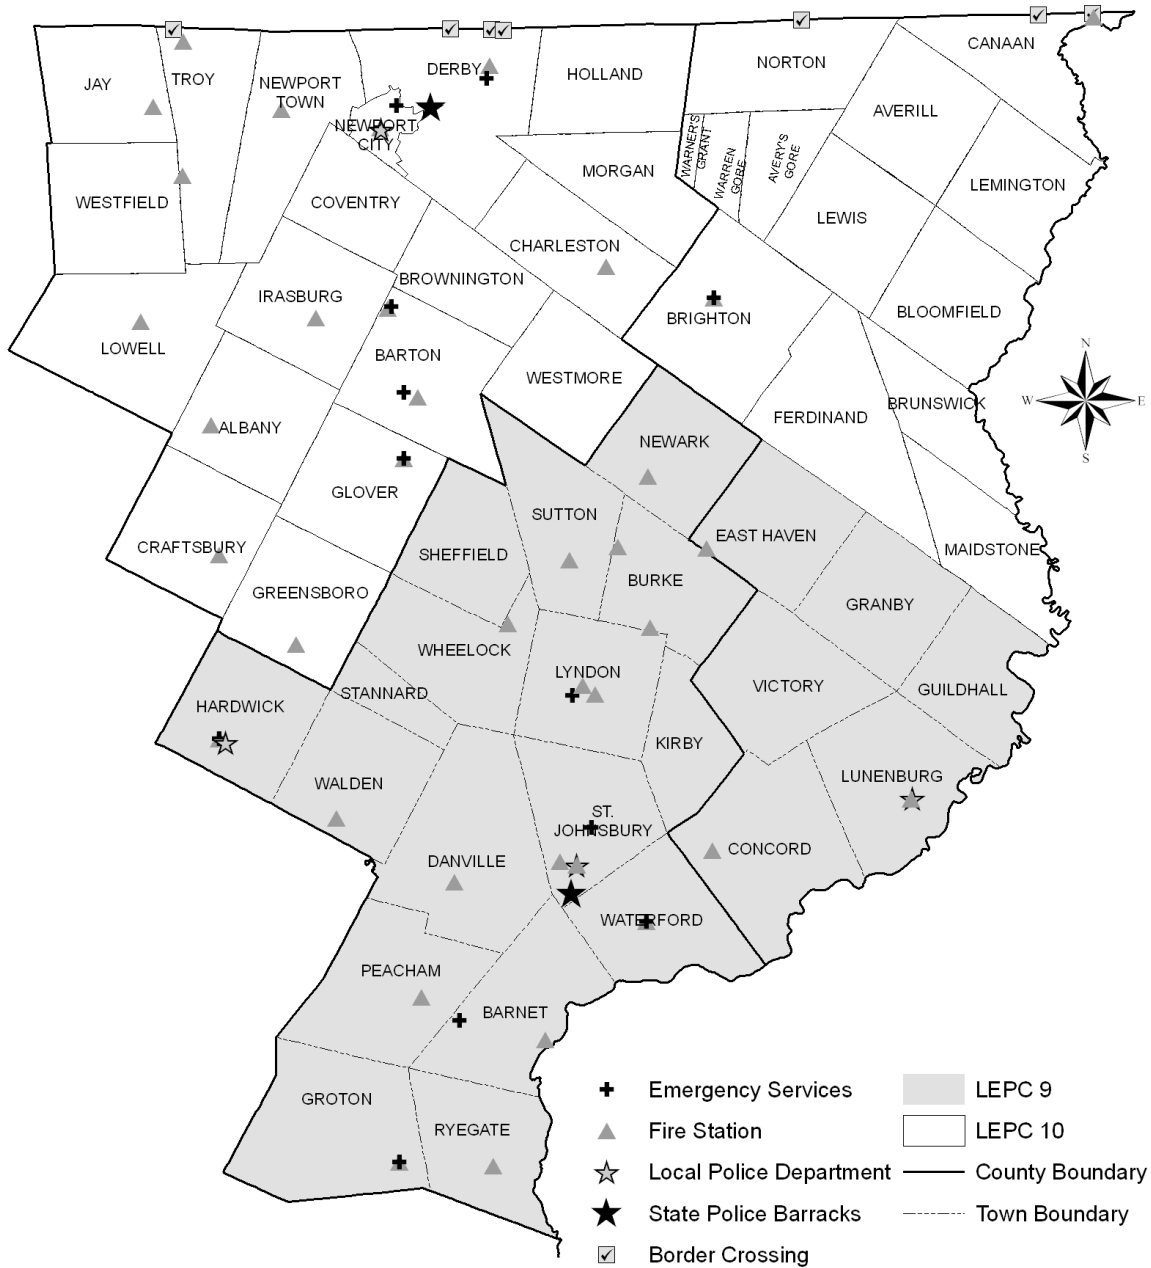 CANAAN
NORTON
DERBY
HOLLAND
JAY
TROY
NEWPORT
TOWN
AVERILL
NEWPORT
CITY
WARNER'S
GRANT
WARREN
GORE
AVERY'S
GORE
MORGAN
LEMINGTON
WESTFIELD
COVENTRY
LEWIS
CHARLESTON
BROWNINGTON
IRASBURG
BLOOMFIELD
BRIGHTON
LOWELL
BARTON
WESTMORE
N
W
E
S
BRUNSWICK
FERDINAND
ALBANY
NEWARK
GLOVER
SUTTON
EAST HAVEN
CRAFTSBURY
SHEFFIELD
MAIDSTONE
BURKE
GREENSBORO
GRANBY
WHEELOCK
LYNDON
VICTORY
GUILDHALL
STANNARD
HARDWICK
KIRBY
LUNENBURG
WALDEN
ST.
JOHNSBURY
CONCORD
DANVILLE
WATERFORD
PEACHAM
BARNET
GROTON
RYEGATE
Emergency Services
Fire Station
Local Police Department
State Police Barracks
Border Crossing
LEPC 9
LEPC 10
County Boundary
Town Boundary